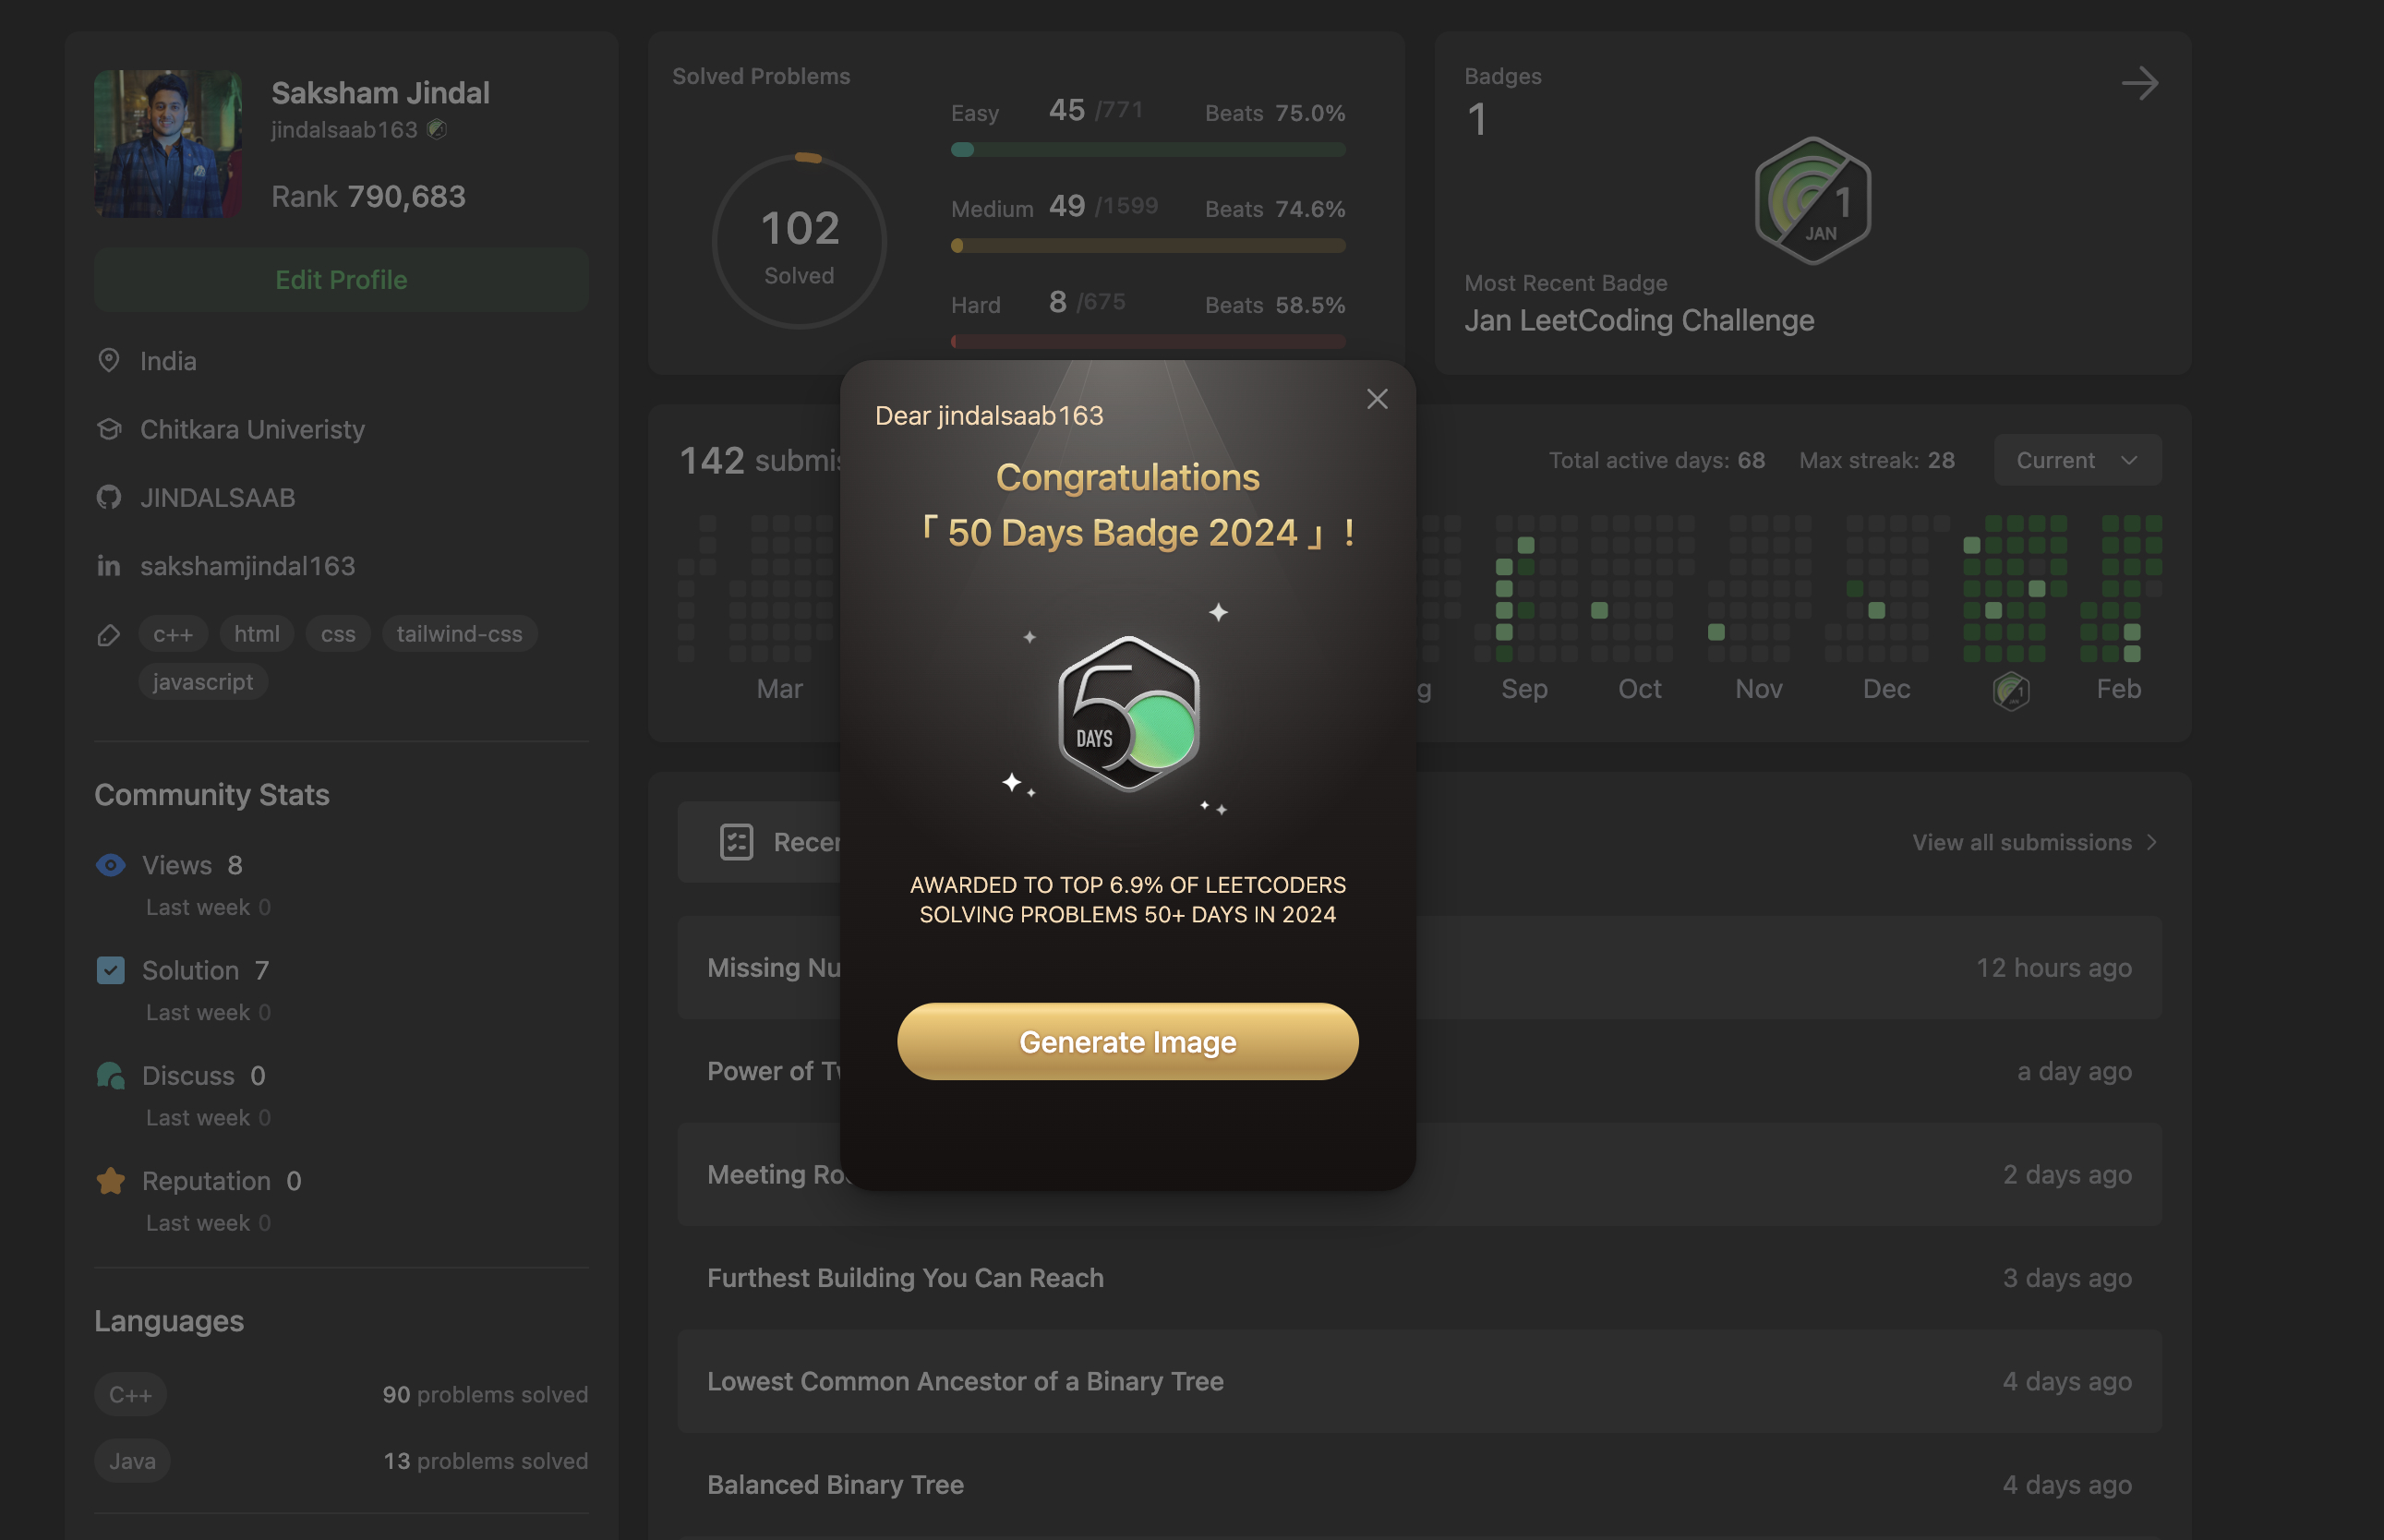 Saksham Jindal
jindalsaab163
Rank 790,683
Edit Profile
India
Chitkara Univeristy
JINDALSAAB
sakshamjindal163
c++ html css tailwind-css
javascript
Community Stats
Views 8
Last week 0
Solution 7
Last week 0
Discuss 0
Last week 0
Reputation 0
Last week 0
Languages
C++ 90 problems solved
Java 13 problems solved
Solved Problems
102
Solved
Easy 45 /771 Beats 75.0%
Medium 49 /1599 Beats 74.6%
Hard 8 /675 Beats 58.5%
Badges
1
1
JAN
Most Recent Badge
Jan LeetCoding Challenge
142
Total active days: 68 Max streak: 28 Current
Mar Sep Oct Nov Dec Feb
Dear jindalsaab163
Congratulations
「 50 Days Badge 2024 」 !
50
DAYS
AWARDED TO TOP 6.9% OF LEETCODERS
SOLVING PROBLEMS 50+ DAYS IN 2024
Generate Image
View all submissions
Missing 12 hours ago
Power of a day ago
Meeting 2 days ago
Furthest Building You Can Reach 3 days ago
Lowest Common Ancestor of a Binary Tree 4 days ago
Balanced Binary Tree 4 days ago